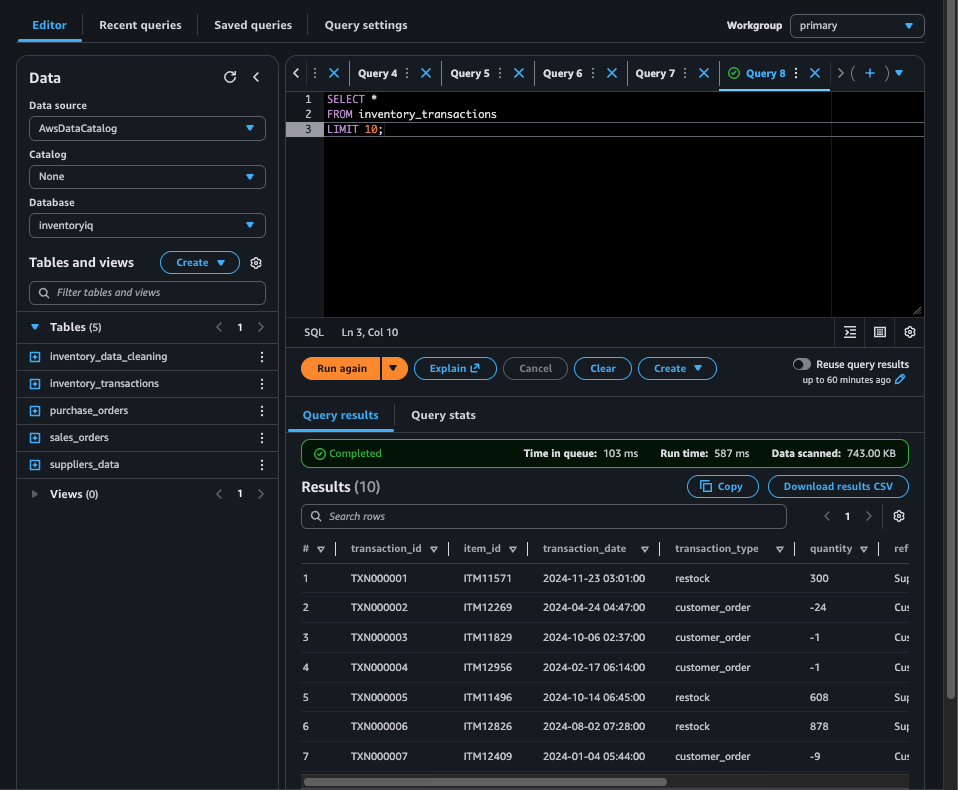 Editor Recent queries Saved queries Query settings Workgroup primary
Data
Data source
AwsDataCatalog
Catalog
None
Database
inventoryiq
Tables and views Create
Filter tables and views
Tables (5) 1
inventory_data_cleaning
inventory_transactions
purchase_orders
sales_orders
suppliers_data
Views (0) 1
Query 4 Query 5 Query 6 Query 7 Query 8
1 SELECT *
2 FROM inventory_transactions
3 LIMIT 10;
SQL Ln 3, Col 10
Run again Explain Cancel Clear Create
Reuse query results
up to 60 minutes ago
Query results Query stats
Completed Time in queue: 103 ms Run time: 587 ms Data scanned: 743.00 KB
Results (10) Copy Download results CSV
Search rows 1
# transaction_id item_id transaction_date transaction_type quantity ref
1 TXN000001 ITM11571 2024-11-23 03:01:00 restock 300 Sup
2 TXN000002 ITM12269 2024-04-24 04:47:00 customer_order -24 Cus
3 TXN000003 ITM11829 2024-10-06 02:37:00 customer_order -1 Cus
4 TXN000004 ITM12956 2024-02-17 06:14:00 customer_order -1 Cus
5 TXN000005 ITM11496 2024-10-14 06:45:00 restock 608 Sup
6 TXN000006 ITM12826 2024-08-02 07:28:00 restock 878 Sup
7 TXN000007 ITM12409 2024-01-04 05:44:00 customer_order -9 Cus